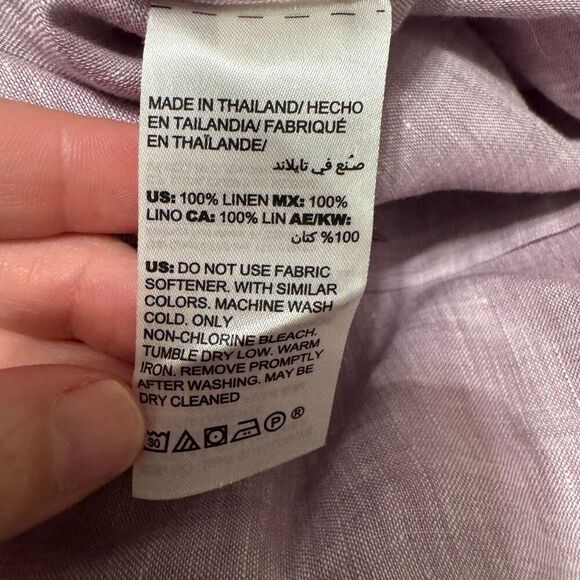 MADE IN THAILAND/ HECHO
EN TAILANDIA/ FABRIQUÉ
EN THAÏLANDE/
صنع في تايلاند
US: 100% LINEN MX: 100%
LINO CA: 100% LIN AE/KW:
100% كتان
US: DO NOT USE FABRIC
SOFTENER. WITH SIMILAR
COLORS. MACHINE WASH
COLD. ONLY
NON-CHLORINE BLEACH.
TUMBLE DRY LOW. WARM
IRON. REMOVE PROMPTLY
AFTER WASHING. MAY BE
DRY CLEANED
30 P ®